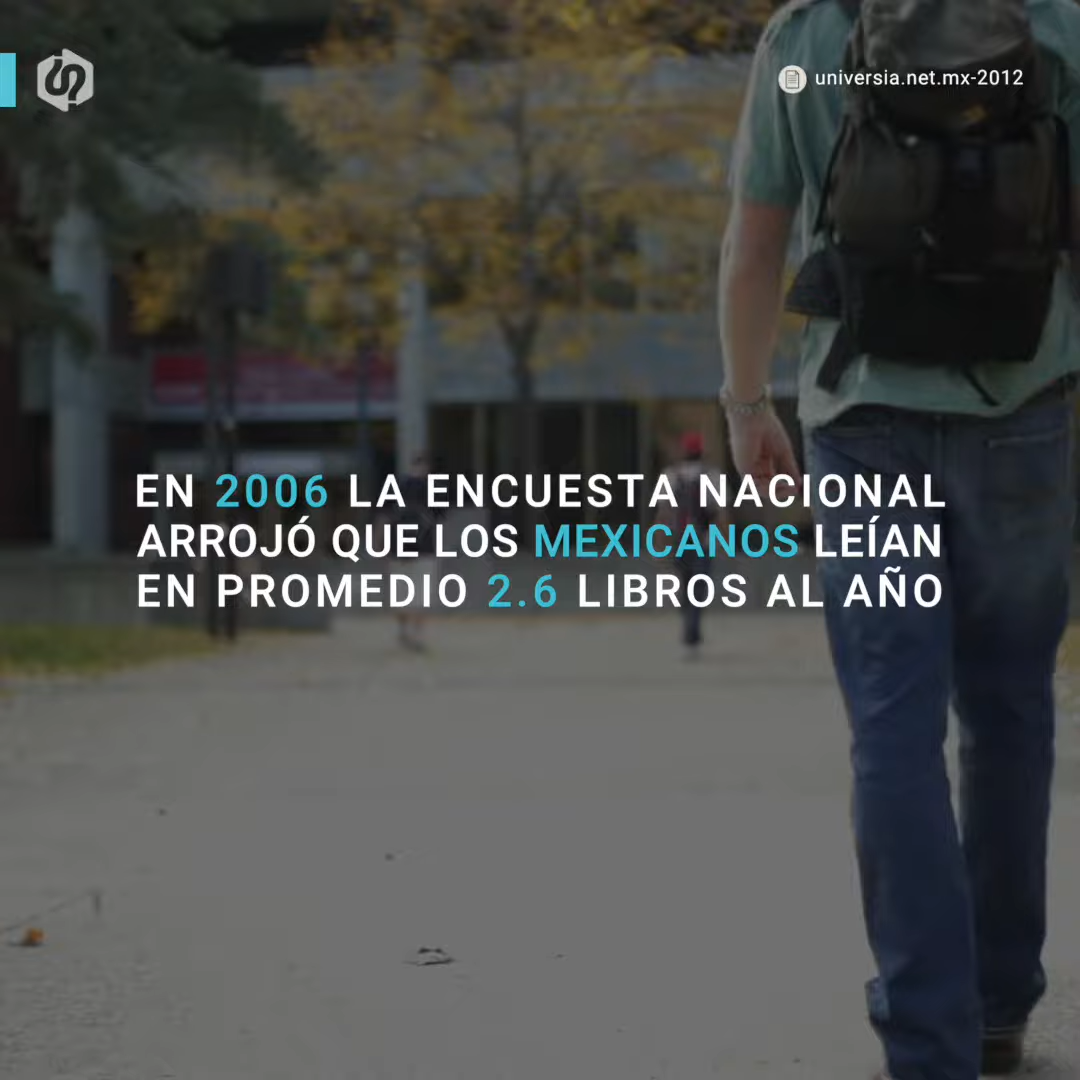 universia.net.mx-2012
EN 2006 LA ENCUESTA NACIONAL
ARROJÓ QUE LOS MEXICANOS LEÍAN
EN PROMEDIO 2.6 LIBROS AL AÑO